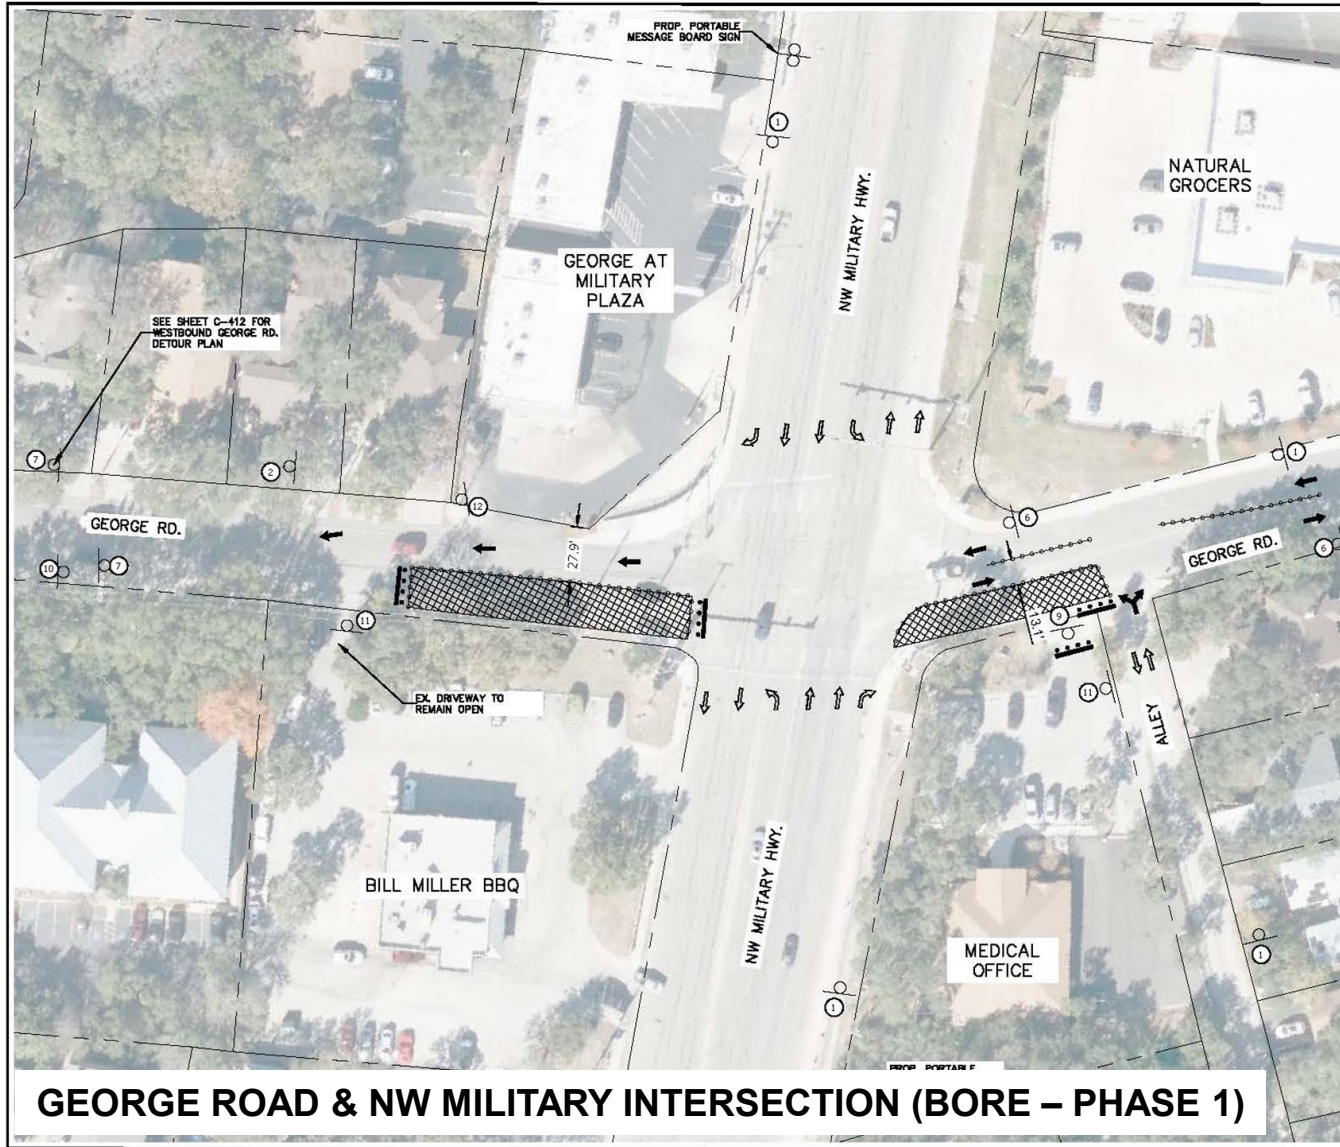 PROP. PORTABLE
MESSAGE BOARD SIGN
1
NATURAL
GROCERS
NW MILITARY HWY.
GEORGE AT
MILITARY
PLAZA
SEE SHEET C-412 FOR
WESTBOUND GEORGE RD.
DETOUR PLAN
7
2
12
1
6
GEORGE RD.
27.9'
GEORGE RD.
6
10
7
11
9
13.1'
EX. DRIVEWAY TO
REMAIN OPEN
11
ALLEY
BILL MILLER BBQ
NW MILITARY HWY.
MEDICAL
OFFICE
1
1
PROP. PORTABLE
GEORGE ROAD & NW MILITARY INTERSECTION (BORE – PHASE 1)